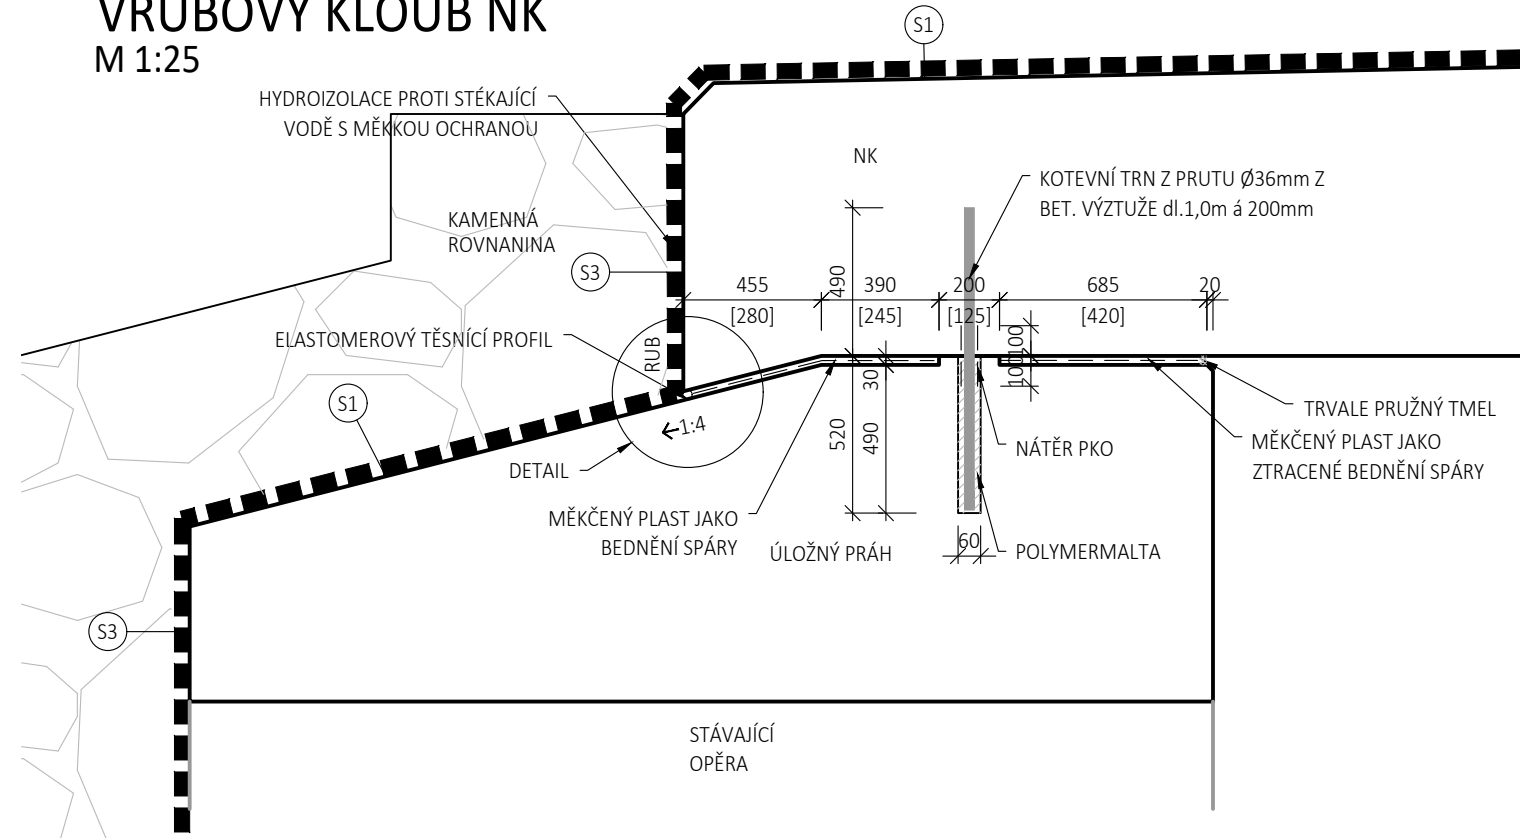 VRUBOVÝ KLOUB NK
M 1:25
S1
HYDROIZOLACE PROTI STÉKAJÍCÍ
VODĚ S MĚKKOU OCHRANOU
NK
KOTEVNÍ TRN Z PRUTU Ø36mm Z
BET. VÝZTUŽE dl.1,0m á 200mm
KAMENNÁ
ROVNANINA
S3
490
455
390
200
685
20
[280]
[245]
[125]
[420]
ELASTOMEROVÝ TĚSNÍCÍ PROFIL
RUB
100
100
30
S1
1:4
520
490
TRVALE PRUŽNÝ TMEL
MĚKČENÝ PLAST JAKO
ZTRACENÉ BEDNĚNÍ SPÁRY
NÁTĚR PKO
DETAIL
MĚKČENÝ PLAST JAKO
BEDNĚNÍ SPÁRY
ÚLOŽNÝ PRÁH
60
POLYMERMALTA
S3
STÁVAJÍCÍ
OPĚRA